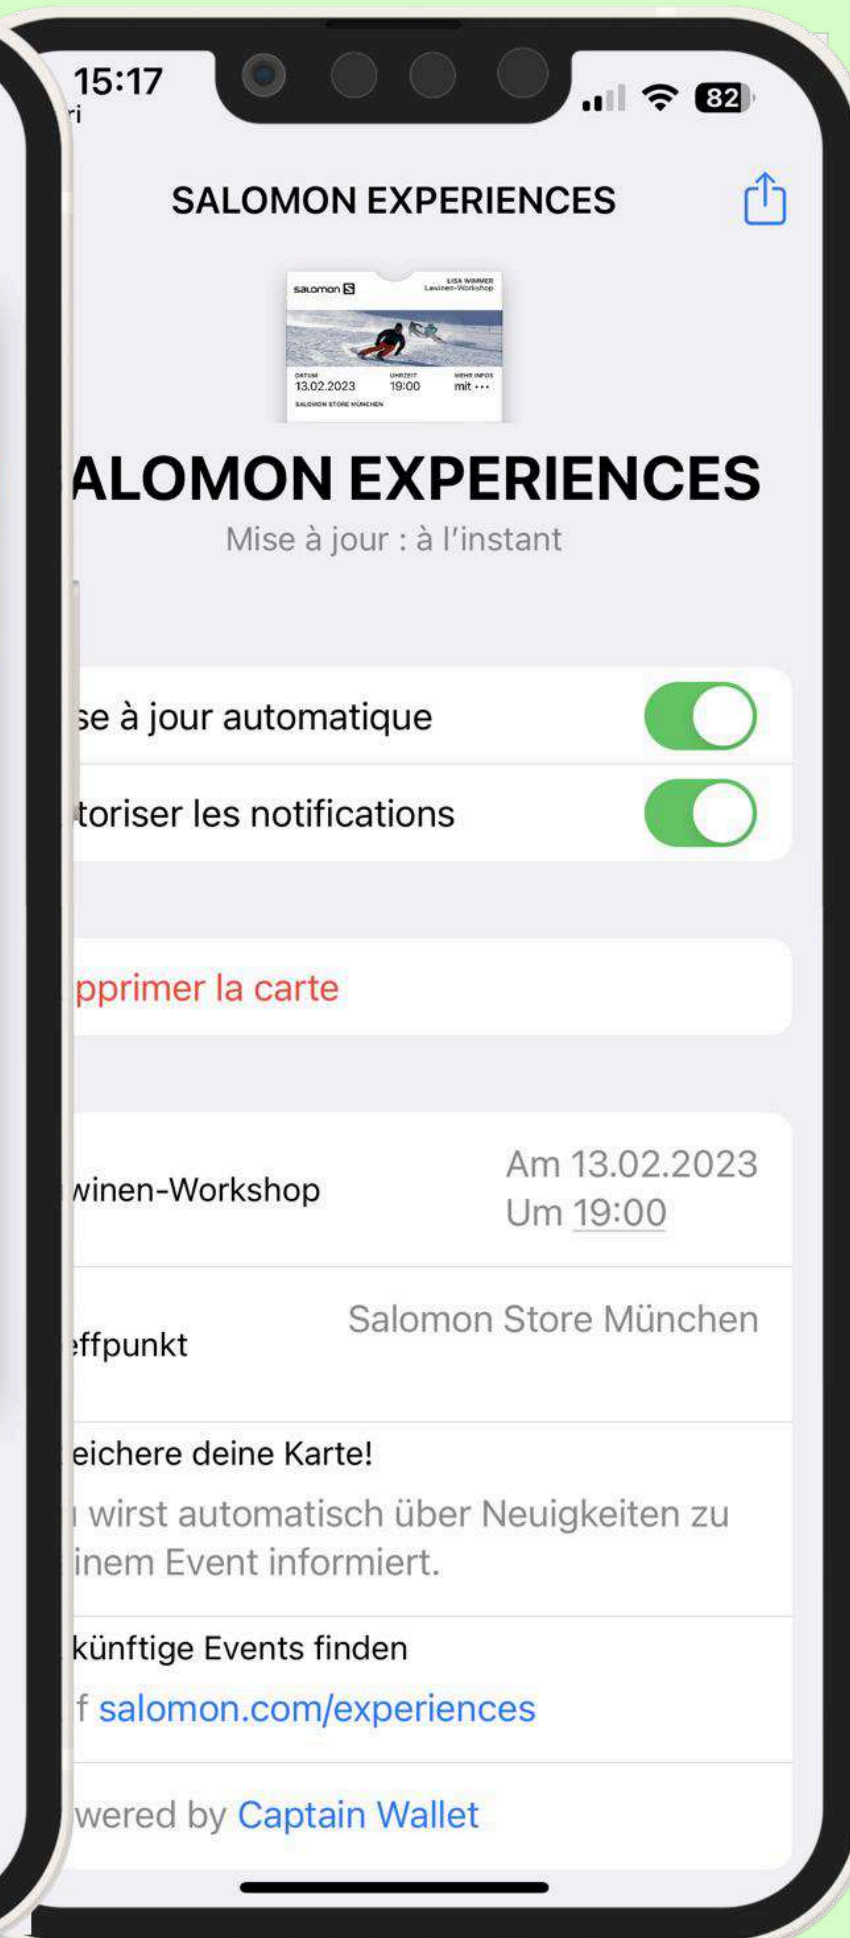 15:17
ri
82
SALOMON EXPERIENCES
salomon S
LISA WIMMER
Lawinen-Workshop
DATUM
13.02.2023
UHRZEIT
19:00
MEHR INFOS
mit ···
SALOMON STORE MÜNCHEN
ALOMON EXPERIENCES
Mise à jour : à l'instant
se à jour automatique
toriser les notifications
pprimer la carte
winen-Workshop
Am 13.02.2023
Um 19:00
effpunkt
Salomon Store München
eichere deine Karte!
wirst automatisch über Neuigkeiten zu
inem Event informiert.
künftige Events finden
f salomon.com/experiences
wered by Captain Wallet